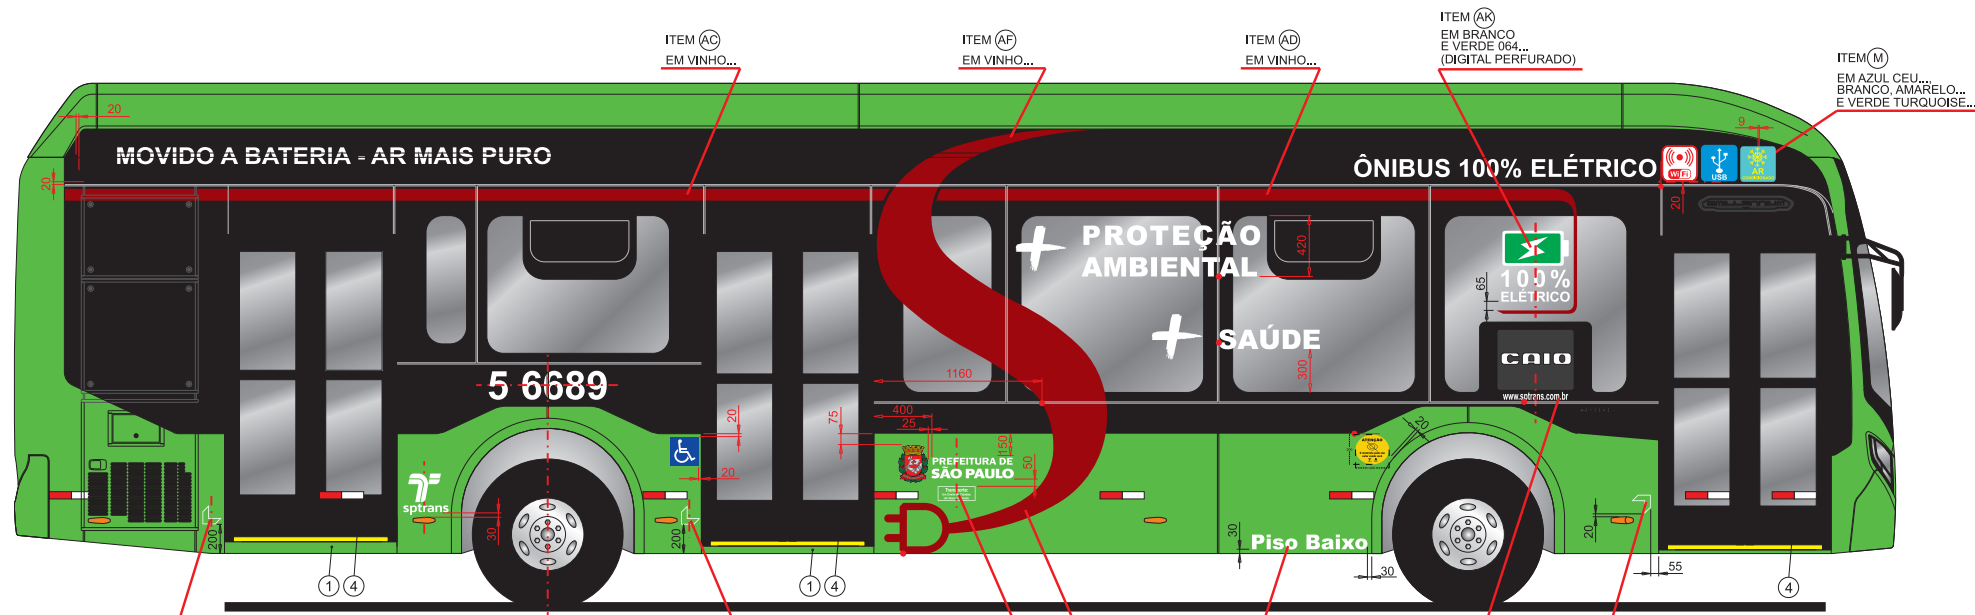 ITEM AC
EM VINHO...
ITEM AF
EM VINHO...
ITEM AD
EM VINHO...
ITEM AK
EM BRANCO
E VERDE 064...
(DIGITAL PERFURADO)
ITEM M
EM AZUL CEU...,
BRANCO, AMARELO...
E VERDE TURQUOISE...
20
9
MOVIDO A BATERIA - AR MAIS PURO
ÔNIBUS 100% ELÉTRICO
WiFi
USB
AR
20
20
PROTEÇÃO
AMBIENTAL
420
100%
ELÉTRICO
65
SAÚDE
300
CAIO
www.sptrans.com.br
5 6689
1160
400
25
75
20
20
150
50
20
PREFEITURA DE
SÃO PAULO
Transporte
ATENÇÃO
sptrans
200
30
200
30
Piso Baixo
30
20
55
1
4
1
4
4